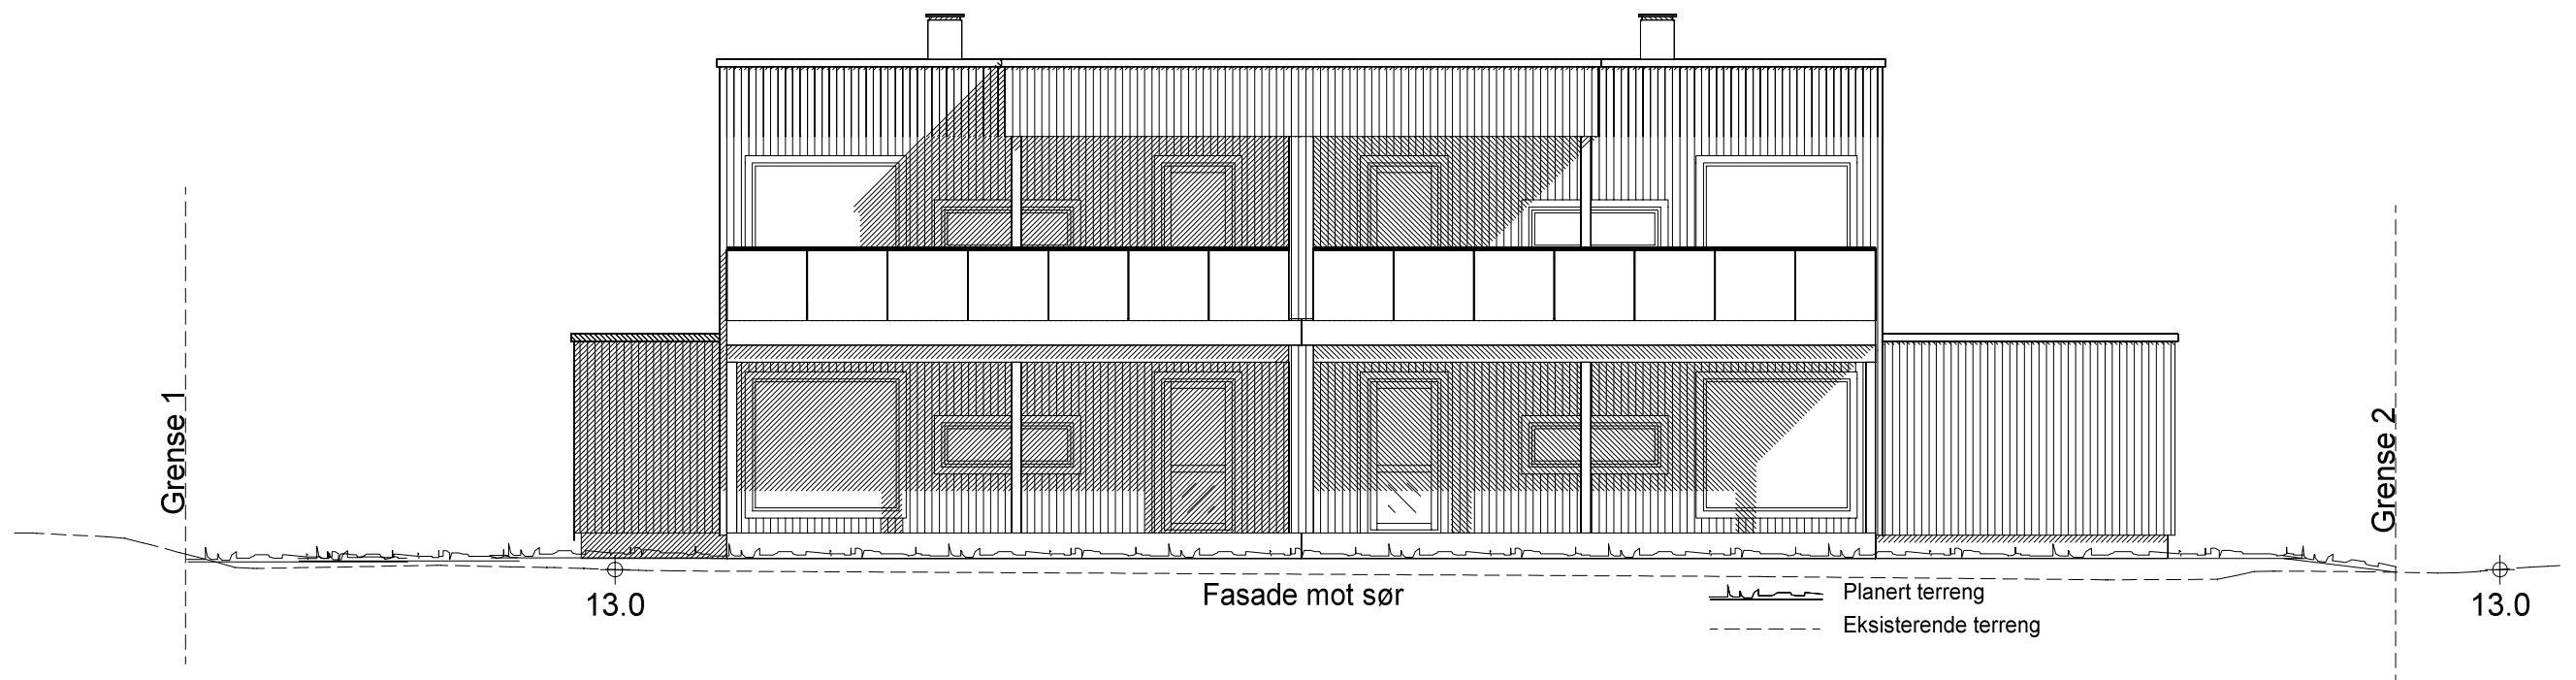 Grense 1
Grense 2
13.0
Fasade mot sør
Planert terreng
Eksisterende terreng
13.0